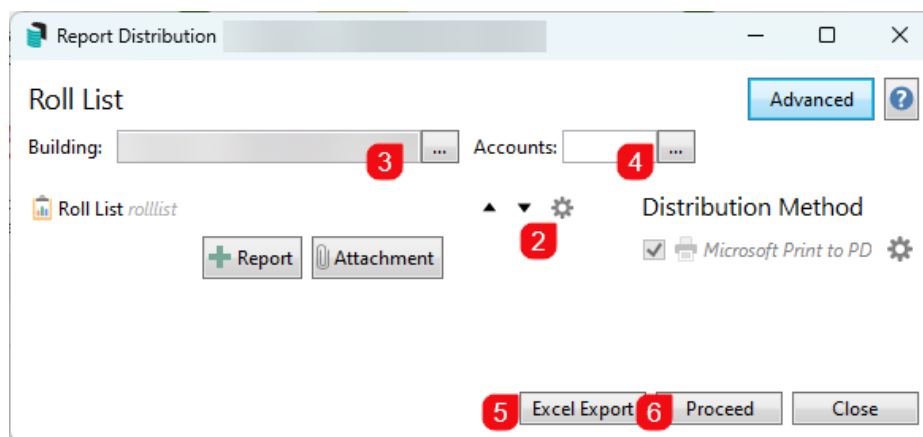 Report Distribution
Roll List
Advanced
?
Building:
3
...
Accounts:
4
...
Roll List rolllist
2
Distribution Method
Report
Attachment
Microsoft Print to PD
5
Excel Export
6
Proceed
Close